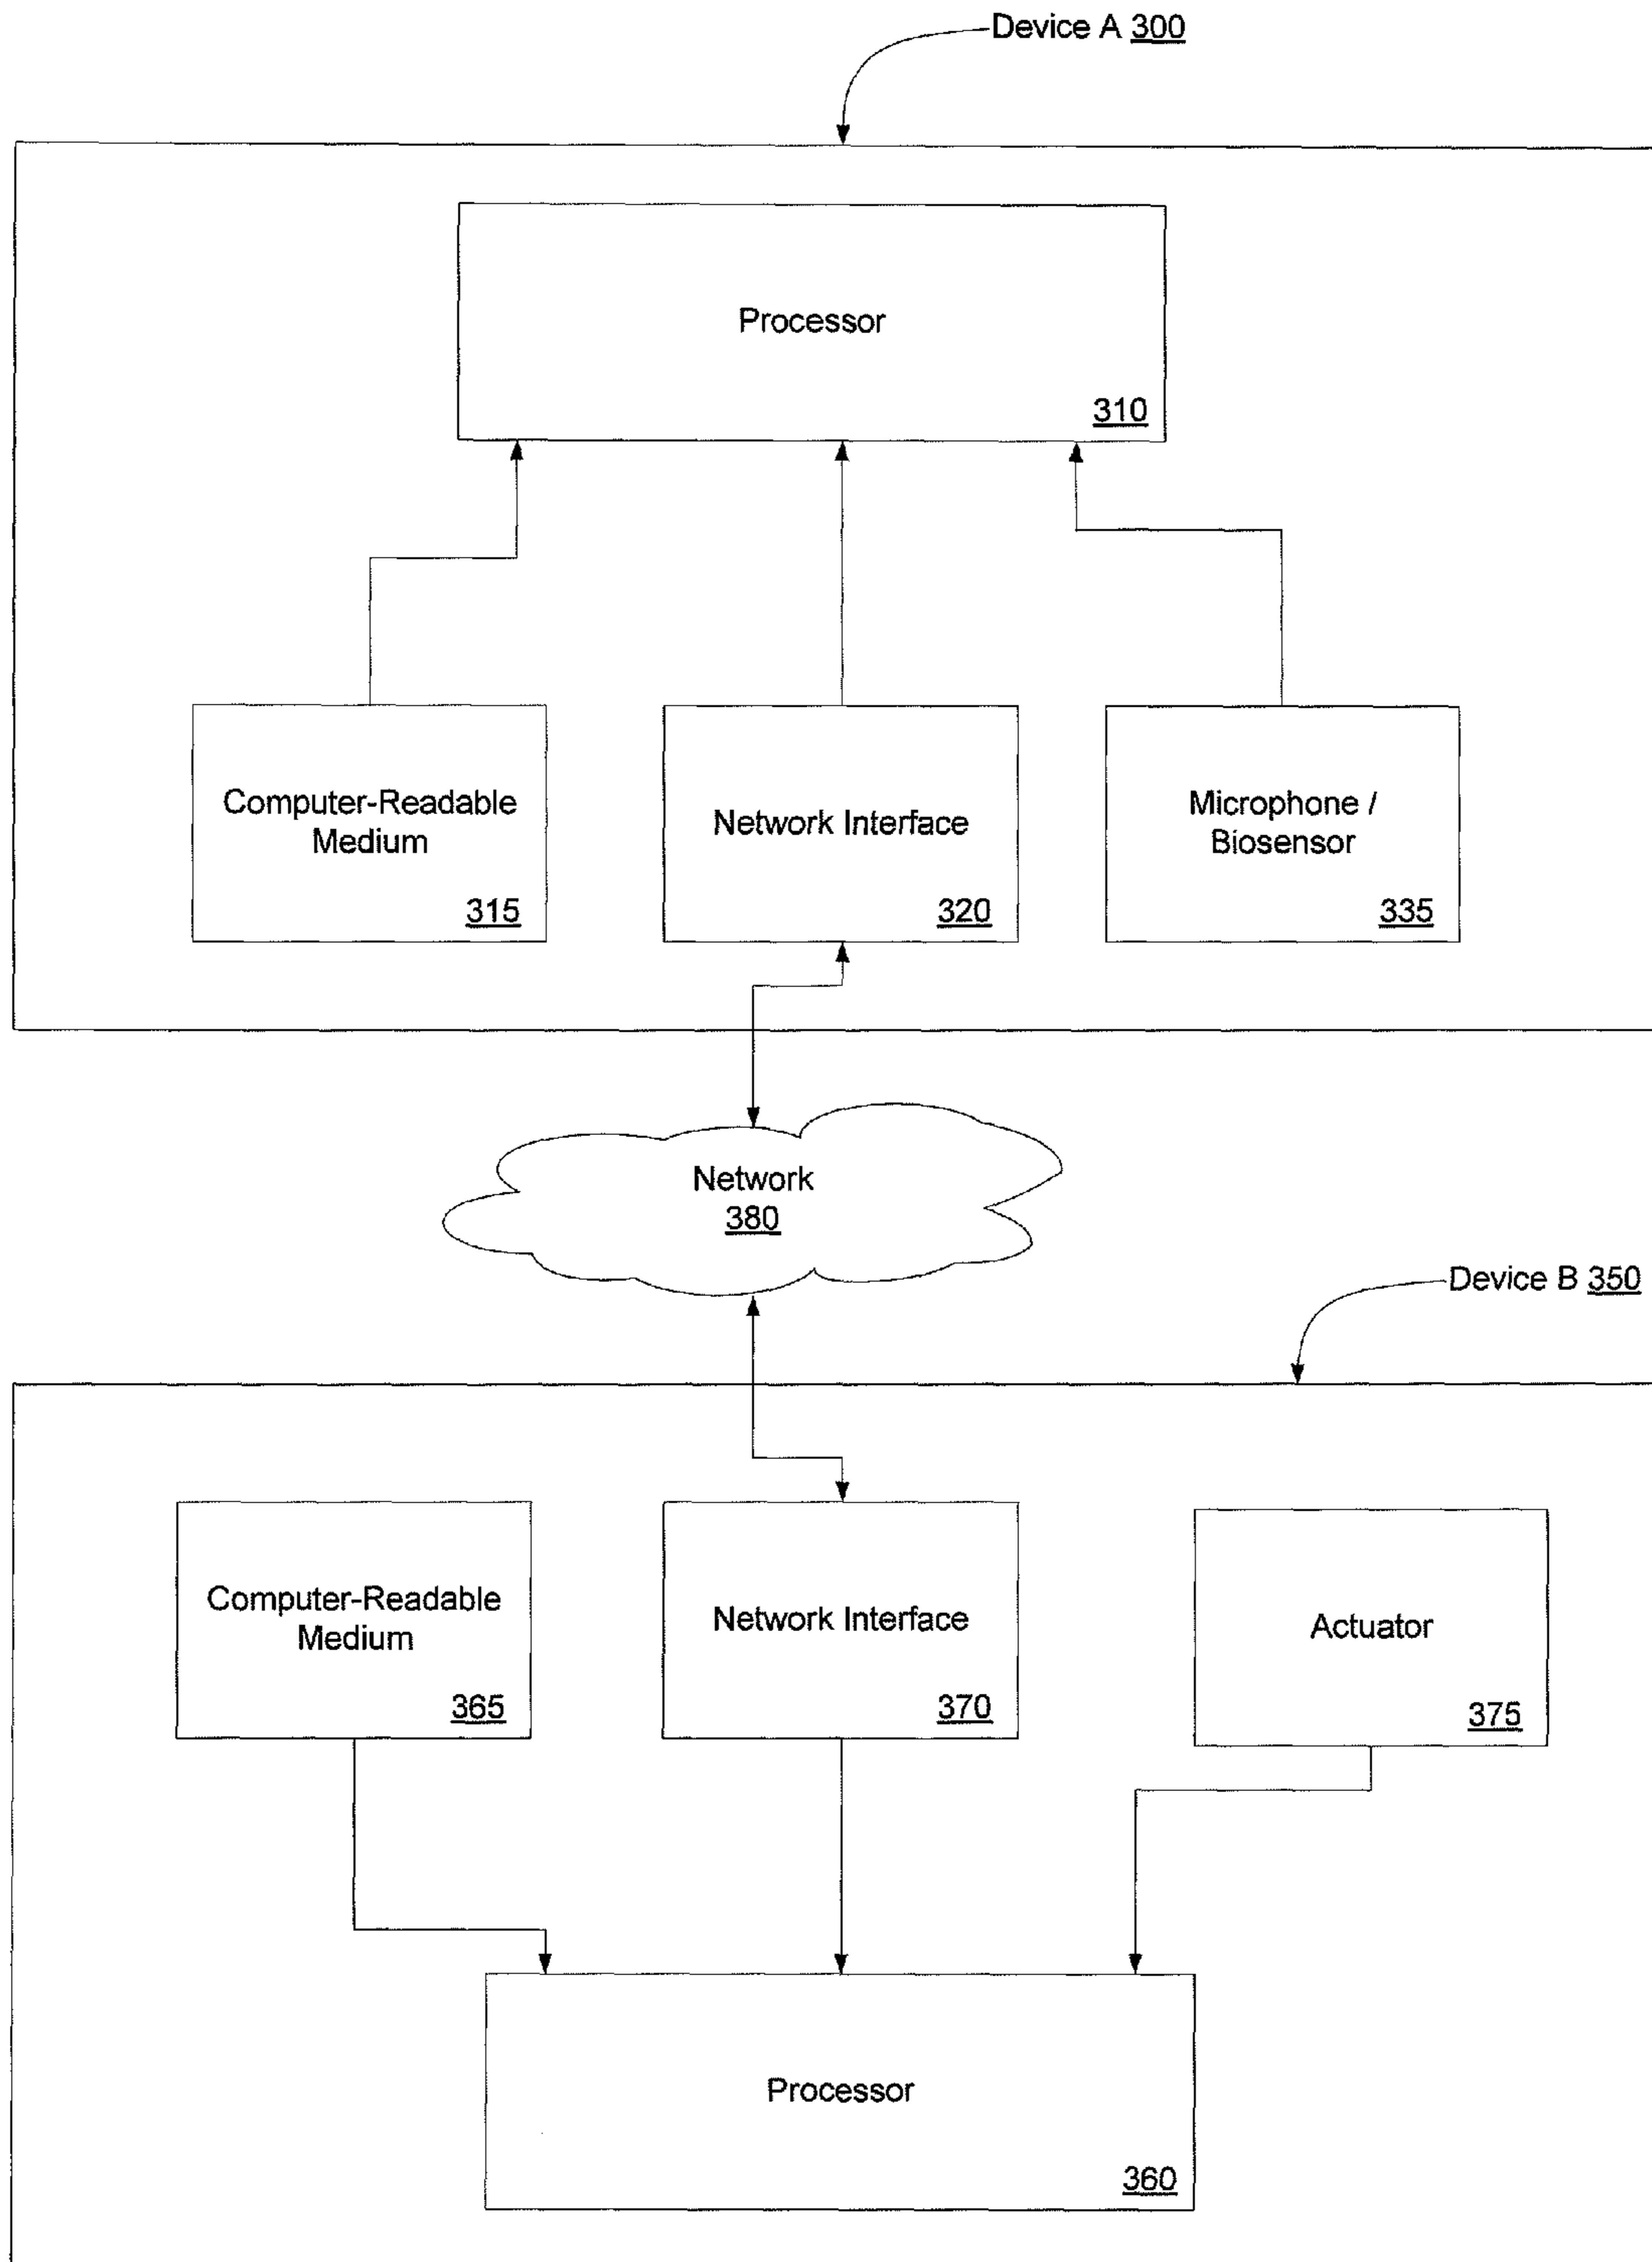 Device A 300
Processor
310
Computer-Readable
Medium
315
Network Interface
320
Microphone /
Biosensor
335
Network
380
Device B 350
Computer-Readable
Medium
365
Network Interface
370
Actuator
375
Processor
360